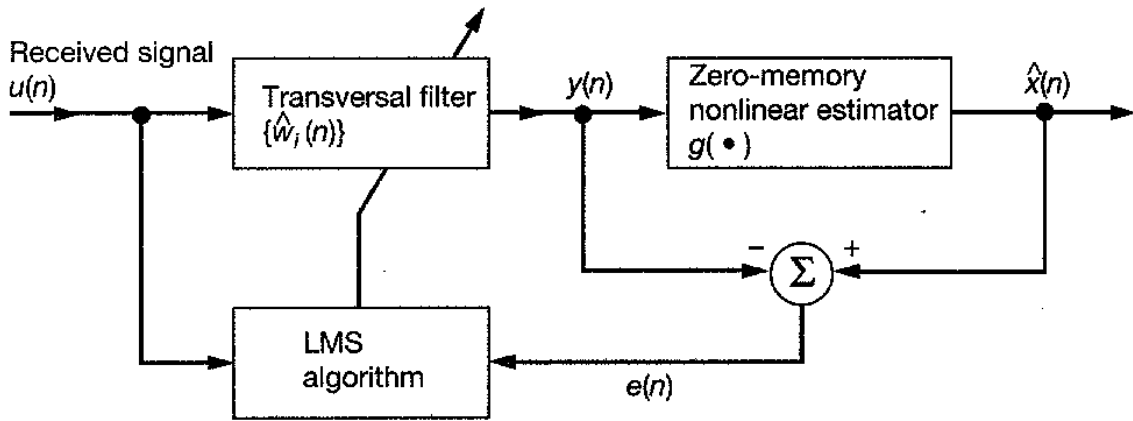 Received signal
u(n)
Transversal filter
{ŵᵢ(n)}
y(n)
Zero-memory
nonlinear estimator
g(•)
x̂(n)
−
+
Σ
LMS
algorithm
e(n)